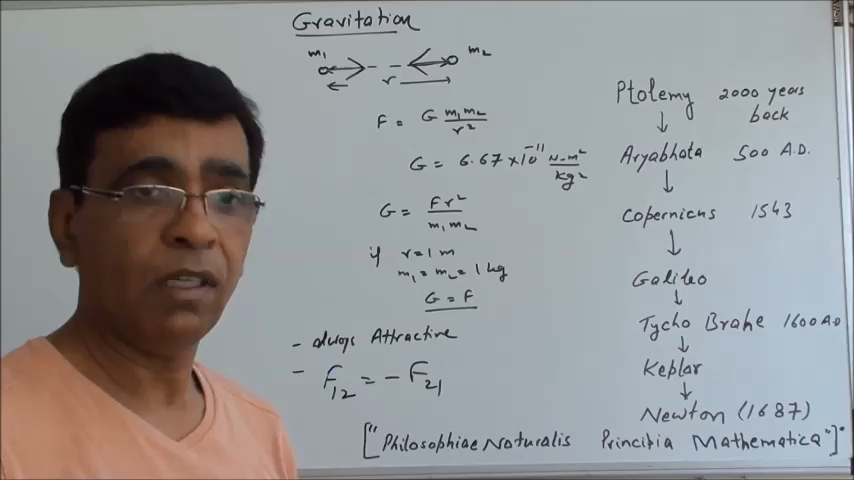 Gravitation
m₁ m₂
r
F = G m₁m₂ / r²
G = 6.67 × 10⁻¹¹ N-m² / kg²
G = Fr² / m₁m₂
if r = 1 m
m₁ = m₂ = 1 kg
G = F
- always Attractive
- F₁₂ = - F₂₁
Ptolemy 2000 years back
↓
Aryabhata 500 A.D.
↓
Copernicus 1543
↓
Galileo
↓
Tycho Brahe 1600 A.D
↓
Keplar
↓
Newton (1687)
["Philosophiae Naturalis Principia Mathematica"]